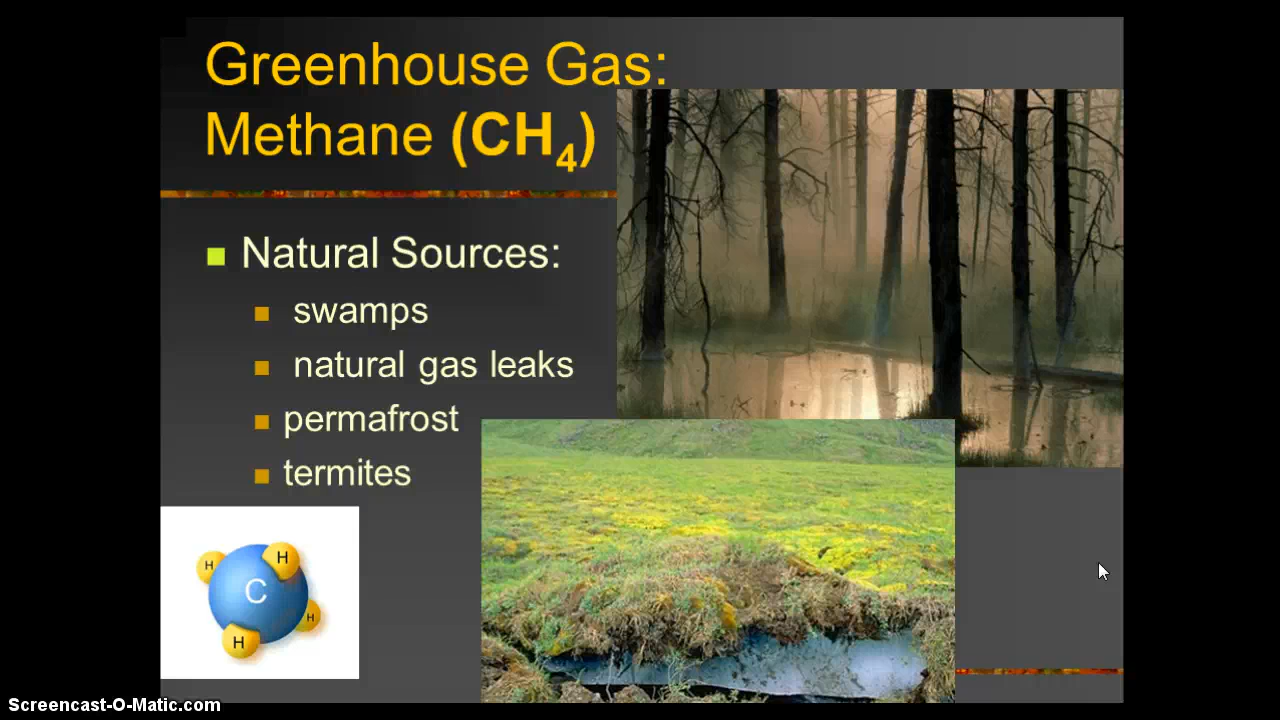 Greenhouse Gas:
Methane (CH₄)
Natural Sources:
swamps
natural gas leaks
permafrost
termites
H
H
C
H
H
Screencast-O-Matic.com